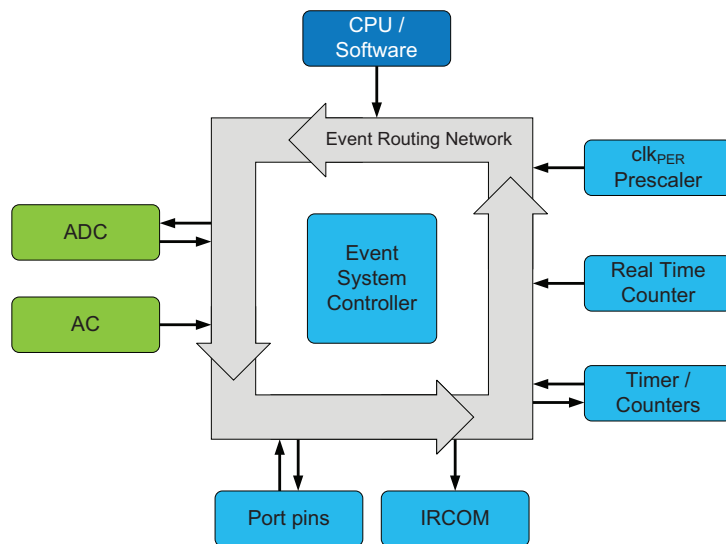 CPU /
Software
Event Routing Network
clkPER
Prescaler
ADC
Event
System
Controller
Real Time
Counter
AC
Timer /
Counters
Port pins
IRCOM